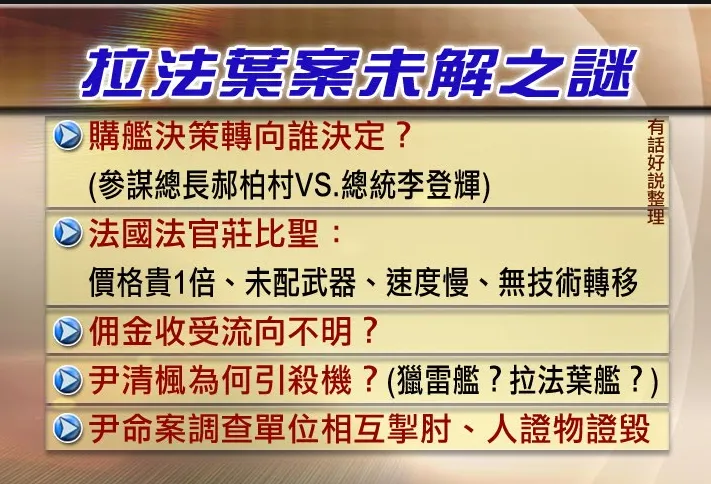 拉法葉案未解之謎
購艦決策轉向誰決定？
(參謀總長郝柏村VS.總統李登輝)
有話好說整理
法國法官莊比聖：
價格貴1倍、未配武器、速度慢、無技術轉移
佣金收受流向不明？
尹清楓為何引殺機？(獵雷艦？拉法葉艦？)
尹命案調查單位相互掣肘、人證物證毀